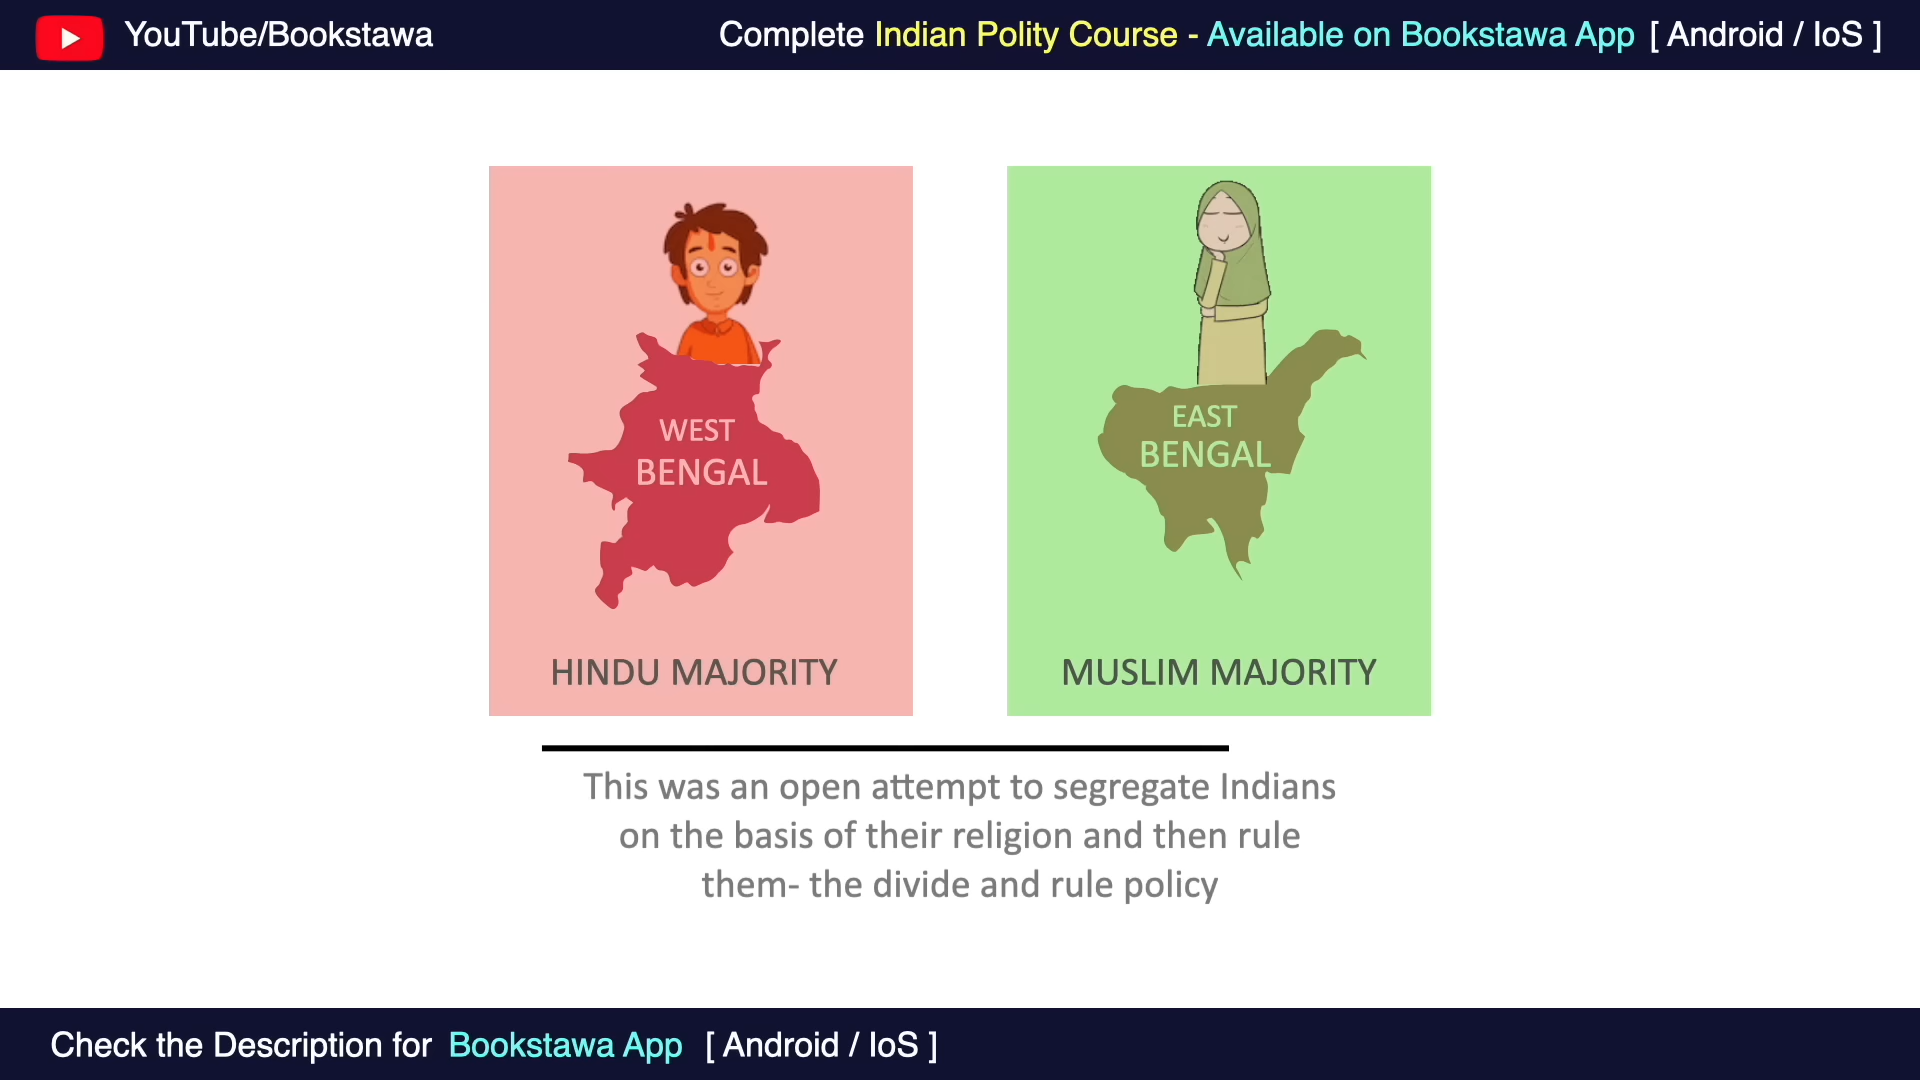 YouTube/Bookstawa
Complete Indian Polity Course - Available on Bookstawa App [ Android / IoS ]
WEST
BENGAL
HINDU MAJORITY
EAST
BENGAL
MUSLIM MAJORITY
This was an open attempt to segregate Indians
on the basis of their religion and then rule
them- the divide and rule policy
Check the Description for Bookstawa App [ Android / IoS ]